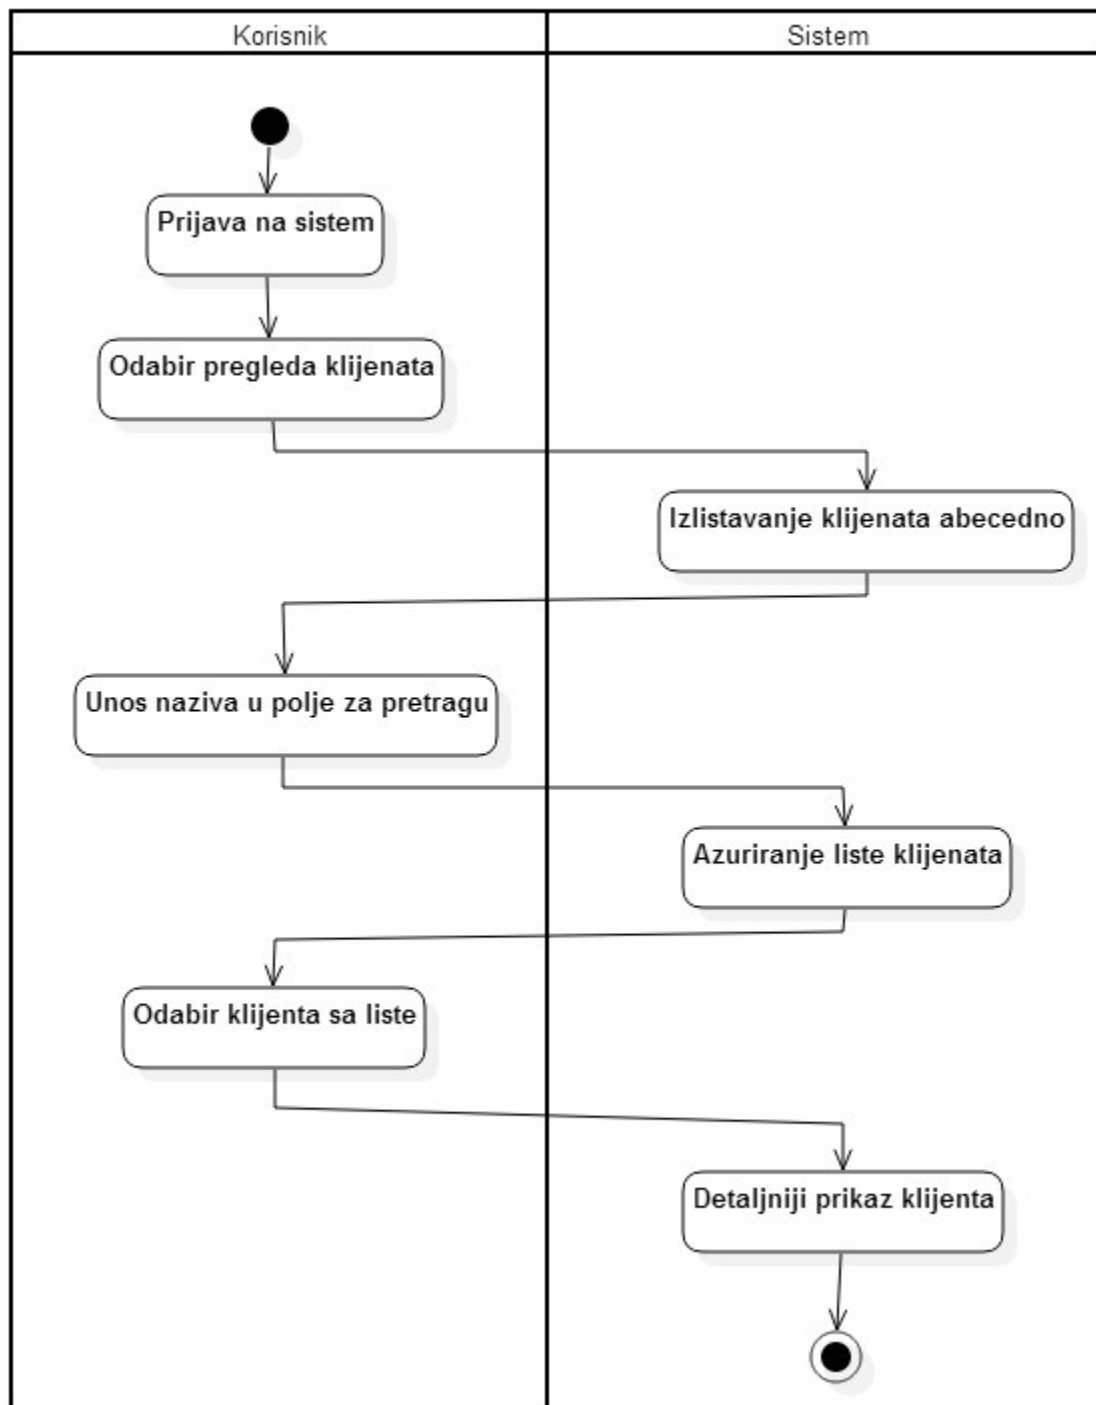 Korisnik
Sistem
Prijava na sistem
Odabir pregleda klijenata
Izlistavanje klijenata abecedno
Unos naziva u polje za pretragu
Azuriranje liste klijenata
Odabir klijenta sa liste
Detaljniji prikaz klijenta